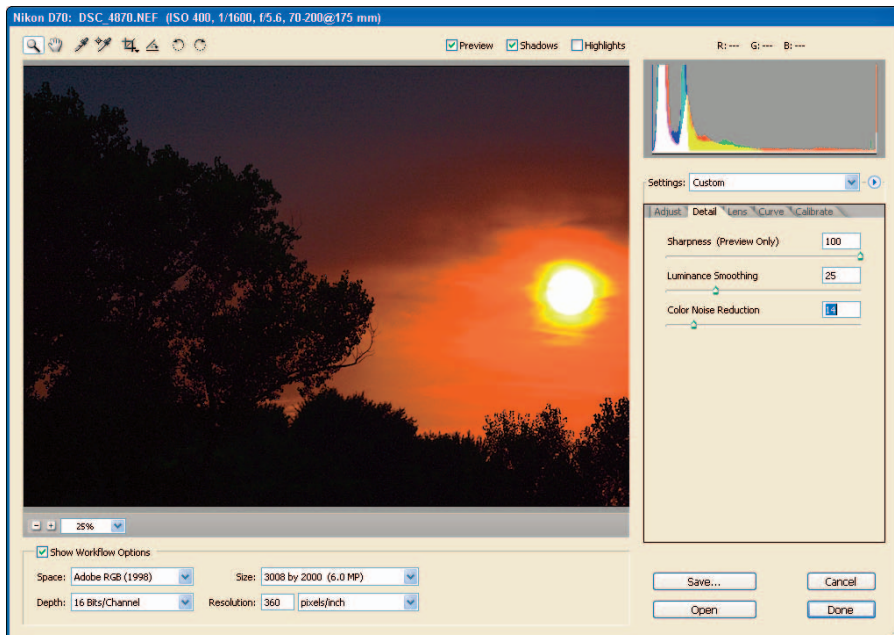 Nikon D70: DSC_4870.NEF (ISO 400, 1/1600, f/5.6, 70-200@175 mm)
Preview Shadows Highlights R: --- G: --- B: ---
Settings: Custom
Adjust Detail Lens Curve Calibrate
Sharpness (Preview Only) 100
Luminance Smoothing 25
Color Noise Reduction 14
25%
Show Workflow Options
Space: Adobe RGB (1998) Size: 3008 by 2000 (6.0 MP)
Depth: 16 Bits/Channel Resolution: 360 pixels/inch
Save... Cancel
Open Done